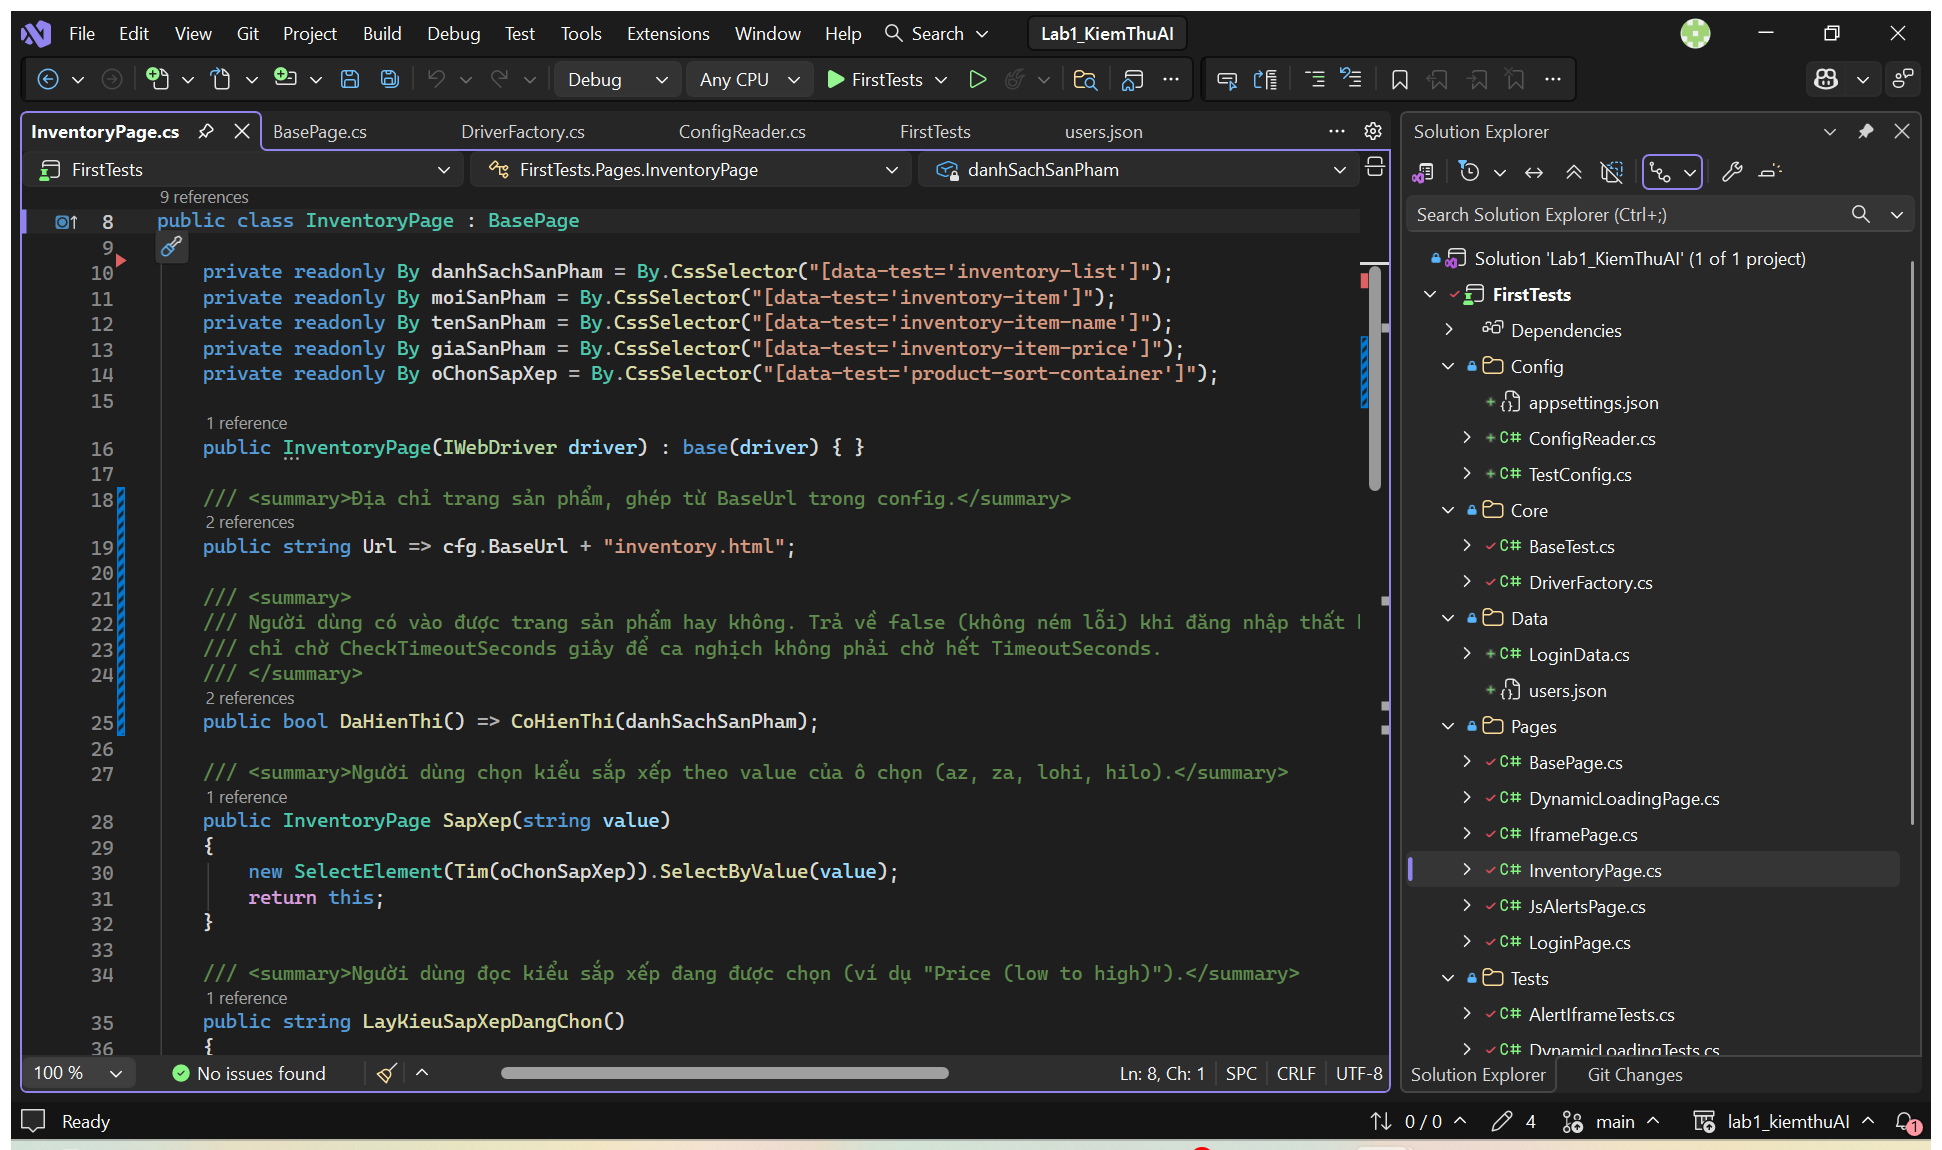 File Edit View Git Project Build Debug Test Tools Extensions Window Help Search Lab1_KiemThuAI
Debug Any CPU FirstTests
InventoryPage.cs BasePage.cs DriverFactory.cs ConfigReader.cs FirstTests users.json
FirstTests FirstTests.Pages.InventoryPage danhSachSanPham
9 references
8 public class InventoryPage : BasePage
9
10 private readonly By danhSachSanPham = By.CssSelector("[data-test='inventory-list']");
11 private readonly By moiSanPham = By.CssSelector("[data-test='inventory-item']");
12 private readonly By tenSanPham = By.CssSelector("[data-test='inventory-item-name']");
13 private readonly By giaSanPham = By.CssSelector("[data-test='inventory-item-price']");
14 private readonly By oChonSapXep = By.CssSelector("[data-test='product-sort-container']");
15
1 reference
16 public InventoryPage(IWebDriver driver) : base(driver) { }
17
18 /// <summary>Địa chỉ trang sản phẩm, ghép từ BaseUrl trong config.</summary>
2 references
19 public string Url => cfg.BaseUrl + "inventory.html";
20
21 /// <summary>
22 /// Người dùng có vào được trang sản phẩm hay không. Trả về false (không ném lỗi) khi đăng nhập thất
23 /// chỉ chờ CheckTimeoutSeconds giây để ca nghịch không phải chờ hết TimeoutSeconds.
24 /// </summary>
2 references
25 public bool DaHienThi() => CoHienThi(danhSachSanPham);
26
27 /// <summary>Người dùng chọn kiểu sắp xếp theo value của ô chọn (az, za, lohi, hilo).</summary>
1 reference
28 public InventoryPage SapXep(string value)
29 {
30 new SelectElement(Tim(oChonSapXep)).SelectByValue(value);
31 return this;
32 }
33
34 /// <summary>Người dùng đọc kiểu sắp xếp đang được chọn (ví dụ "Price (low to high)").</summary>
1 reference
35 public string LayKieuSapXepDangChon()
36 {
100 % No issues found Ln: 8, Ch: 1 SPC CRLF UTF-8
Solution Explorer
Search Solution Explorer (Ctrl+;)
Solution 'Lab1_KiemThuAI' (1 of 1 project)
FirstTests
Dependencies
Config
appsettings.json
C# ConfigReader.cs
C# TestConfig.cs
Core
C# BaseTest.cs
C# DriverFactory.cs
Data
C# LoginData.cs
users.json
Pages
C# BasePage.cs
C# DynamicLoadingPage.cs
C# IframePage.cs
C# InventoryPage.cs
C# JsAlertsPage.cs
C# LoginPage.cs
Tests
C# AlertIframeTests.cs
C# DynamicLoadingTests.cs
Solution Explorer Git Changes
Ready 0 / 0 4 main lab1_kiemthuAI 1